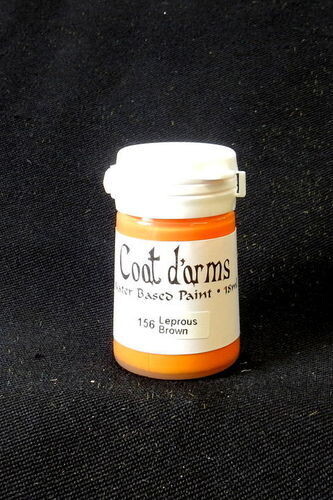 Coat d'arms
Water Based Paint • 18ml
156 Leprous
Brown